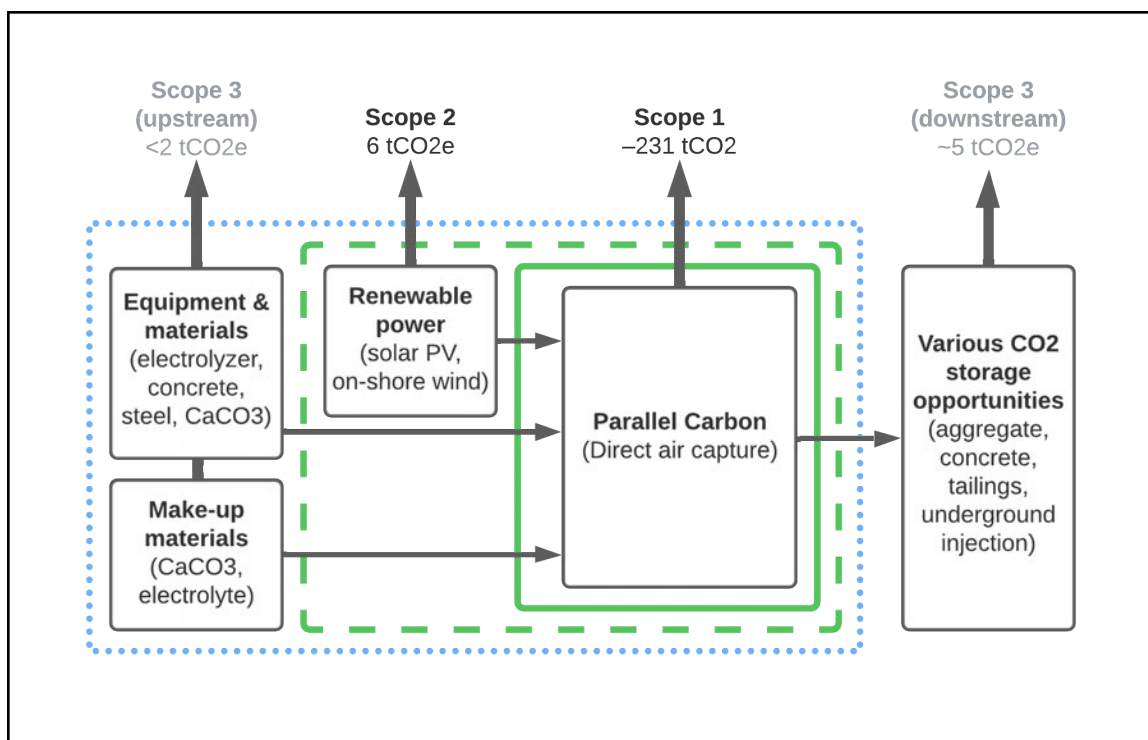 Scope 3
(upstream)
<2 tCO2e
Scope 2
6 tCO2e
Scope 1
–231 tCO2
Scope 3
(downstream)
~5 tCO2e
Equipment &
materials
(electrolyzer,
concrete,
steel, CaCO3)
Renewable
power
(solar PV,
on-shore wind)
Parallel Carbon
(Direct air capture)
Various CO2
storage
opportunities
(aggregate,
concrete,
tailings,
underground
injection)
Make-up
materials
(CaCO3,
electrolyte)